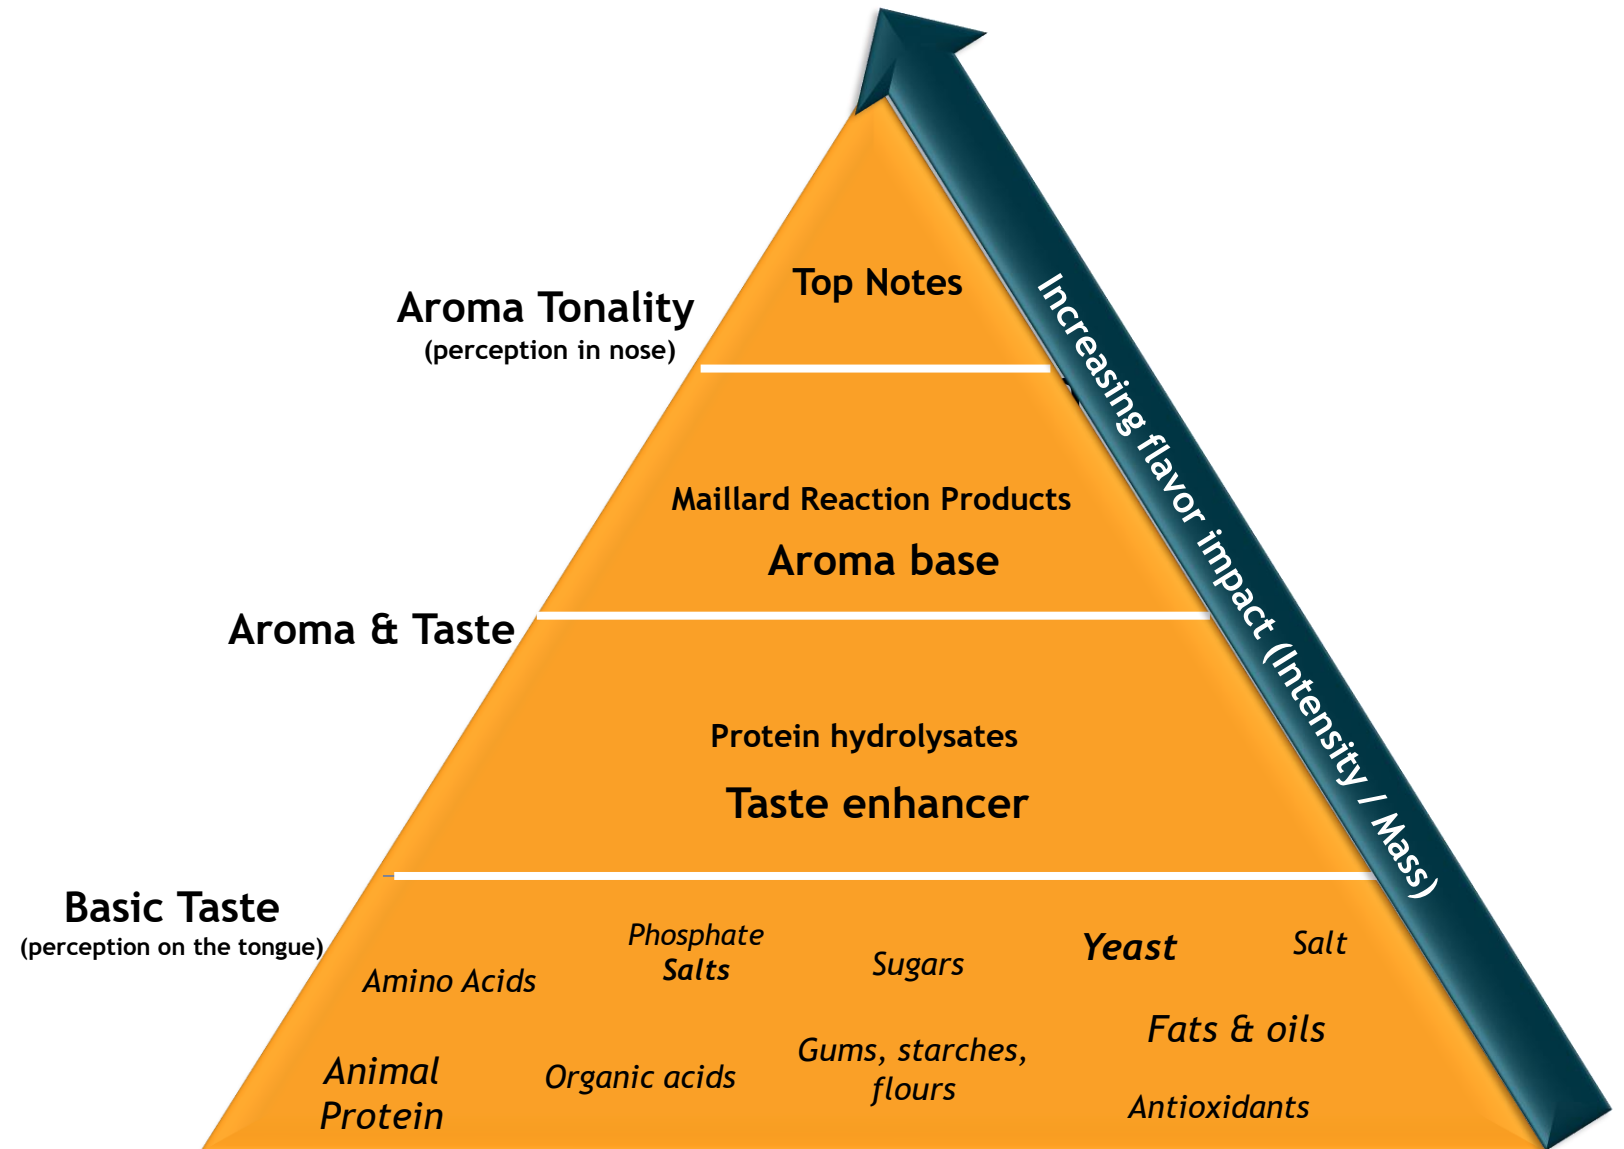 Top Notes
Aroma Tonality
(perception in nose)
Increasing flavor impact (Intensity / Mass)
Maillard Reaction Products
Aroma base
Aroma & Taste
Protein hydrolysates
Taste enhancer
Basic Taste
(perception on the tongue)
Amino Acids
Phosphate
Salts
Sugars
Yeast
Salt
Fats & oils
Animal
Protein
Organic acids
Gums, starches,
flours
Antioxidants